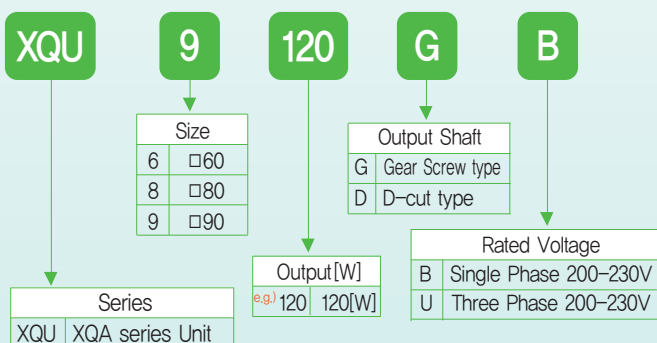 XQU 9 120 G B
Size
6 □60
8 □80
9 □90
Output Shaft
G Gear Screw type
D D-cut type
Output[W]
e.g.) 120 120[W]
Rated Voltage
B Single Phase 200-230V
U Three Phase 200-230V
Series
XQU XQA series Unit